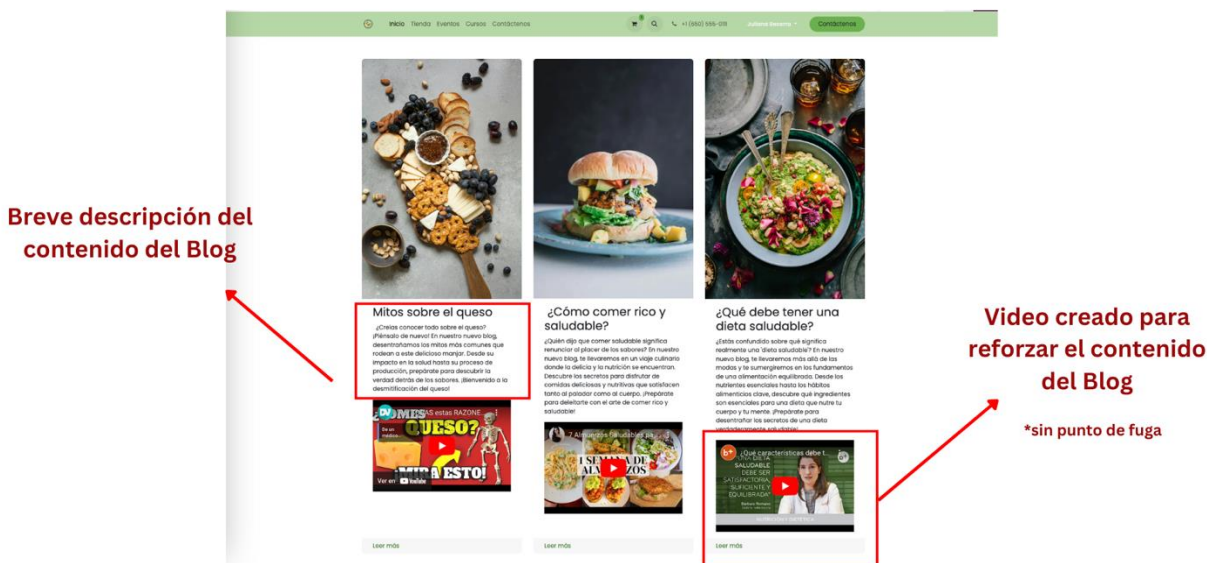 Inicio Tienda Eventos Cursos Contáctenos
+1 (650) 555-0111
Contáctenos
Breve descripción del
contenido del Blog
Mitos sobre el queso
¿Creías conocer todo sobre el queso?
¡Piénsalo de nuevo! En nuestro nuevo blog,
desentrañamos los mitos más comunes que
rodean a este delicioso manjar. Desde su
impacto en la salud hasta su proceso de
producción, prepárate para descubrir la
verdad detrás de los sabores. ¡Bienvenido a la
desmitificación del queso!
QUESO?
¡MIRA ESTO!
Ver en YouTube
Leer más
¿Cómo comer rico y
saludable?
¿Quién dijo que comer saludable significa
renunciar al placer de los sabores? En nuestro
nuevo blog, te llevaremos en un viaje culinario
donde la delicia y la nutrición se encuentran.
Descubre los secretos para disfrutar de
comidas deliciosas y nutritivas que satisfacen
tanto al paladar como al cuerpo. ¡Prepárate
para deleitarte con el arte de comer rico y
saludable!
1 SEMANA DE
Leer más
¿Qué debe tener una
dieta saludable?
¿Estás confundido sobre qué significa
realmente una 'dieta saludable'? En nuestro
nuevo blog, te llevaremos más allá de las
modas y te sumergiremos en los fundamentos
de una alimentación equilibrada. Desde los
nutrientes esenciales hasta los hábitos
alimenticios clave, descubre qué ingredientes
son esenciales para una dieta que nutre tu
cuerpo y tu mente. ¡Prepárate para
desentrañar los secretos de una dieta
verdaderamente saludable!
¿Qué características debe t...
UNA DIETA
SALUDABLE
DEBE SER
SATISFACTORIA,
SUFICIENTE Y
EQUILIBRADA"
Leer más
Video creado para
reforzar el contenido
del Blog
*sin punto de fuga